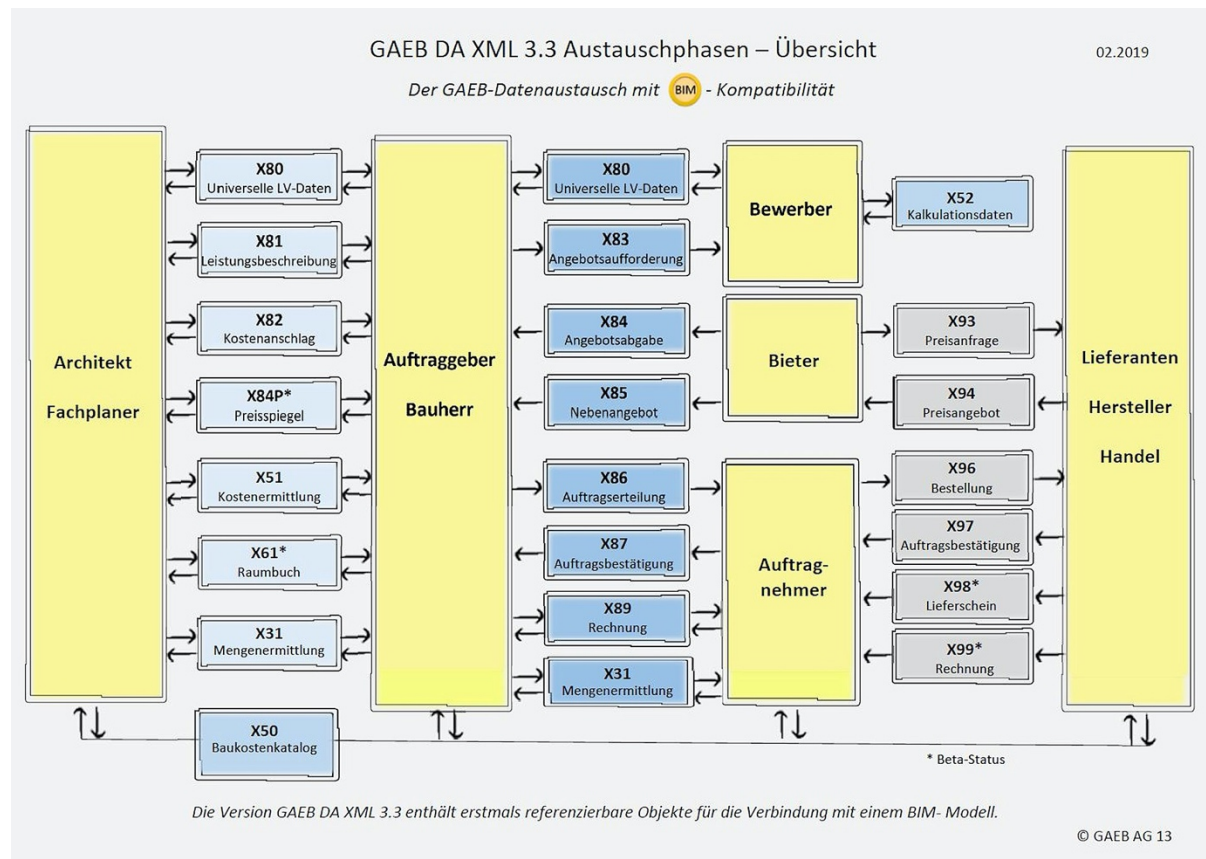 GAEB DA XML 3.3 Austauschphasen – Übersicht
02.2019
Der GAEB-Datenaustausch mit BIM - Kompatibilität
Architekt
Fachplaner
X80
Universelle LV-Daten
X81
Leistungsbeschreibung
X82
Kostenanschlag
X84P*
Preisspiegel
X51
Kostenermittlung
X61*
Raumbuch
X31
Mengenermittlung
X50
Baukostenkatalog
Auftraggeber
Bauherr
X80
Universelle LV-Daten
X83
Angebotsaufforderung
X84
Angebotsabgabe
X85
Nebenangebot
X86
Auftragserteilung
X87
Auftragsbestätigung
X89
Rechnung
X31
Mengenermittlung
Bewerber
Bieter
Auftrag-
nehmer
X52
Kalkulationsdaten
X93
Preisanfrage
X94
Preisangebot
X96
Bestellung
X97
Auftragsbestätigung
X98*
Lieferschein
X99*
Rechnung
Lieferanten
Hersteller
Handel
* Beta-Status
Die Version GAEB DA XML 3.3 enthält erstmals referenzierbare Objekte für die Verbindung mit einem BIM- Modell.
© GAEB AG 13